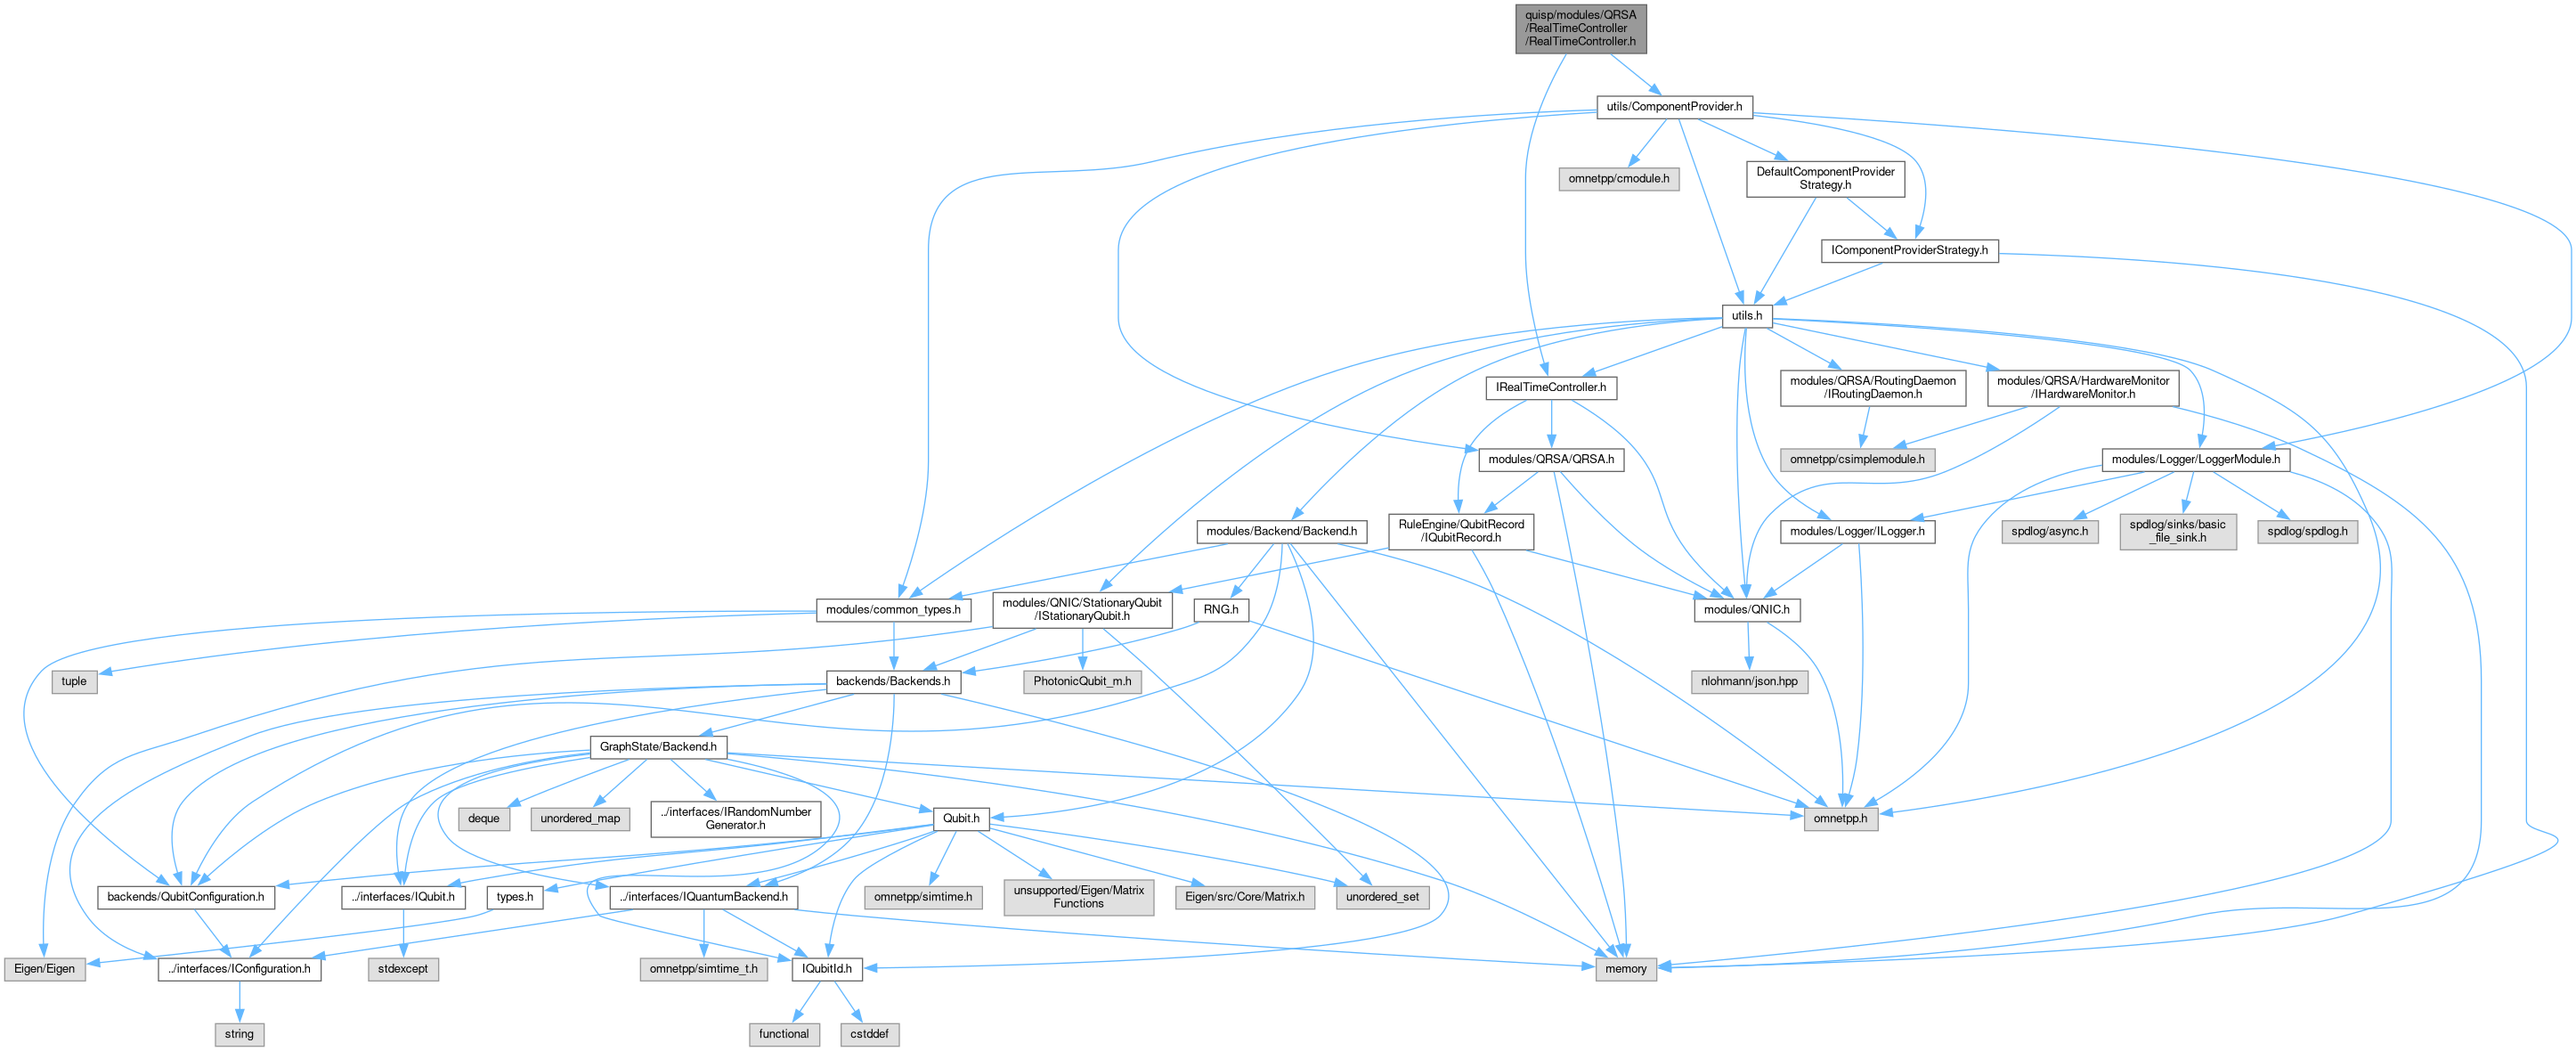 quisp/modules/QRSA
/RealTimeController
/RealTimeController.h
utils/ComponentProvider.h
omnetpp/cmodule.h
DefaultComponentProvider
Strategy.h
IComponentProviderStrategy.h
utils.h
IRealTimeController.h
modules/QRSA/RoutingDaemon
/IRoutingDaemon.h
modules/QRSA/HardwareMonitor
/IHardwareMonitor.h
modules/QRSA/QRSA.h
omnetpp/csimplemodule.h
modules/Logger/LoggerModule.h
modules/Backend/Backend.h
RuleEngine/QubitRecord
/IQubitRecord.h
modules/Logger/ILogger.h
spdlog/async.h
spdlog/sinks/basic
_file_sink.h
spdlog/spdlog.h
modules/common_types.h
modules/QNIC/StationaryQubit
/IStationaryQubit.h
RNG.h
modules/QNIC.h
tuple
backends/Backends.h
PhotonicQubit_m.h
nlohmann/json.hpp
GraphState/Backend.h
deque
unordered_map
../interfaces/IRandomNumber
Generator.h
Qubit.h
omnetpp.h
backends/QubitConfiguration.h
../interfaces/IQubit.h
types.h
../interfaces/IQuantumBackend.h
omnetpp/simtime.h
unsupported/Eigen/Matrix
Functions
Eigen/src/Core/Matrix.h
unordered_set
Eigen/Eigen
../interfaces/IConfiguration.h
stdexcept
omnetpp/simtime_t.h
IQubitId.h
memory
string
functional
cstddef